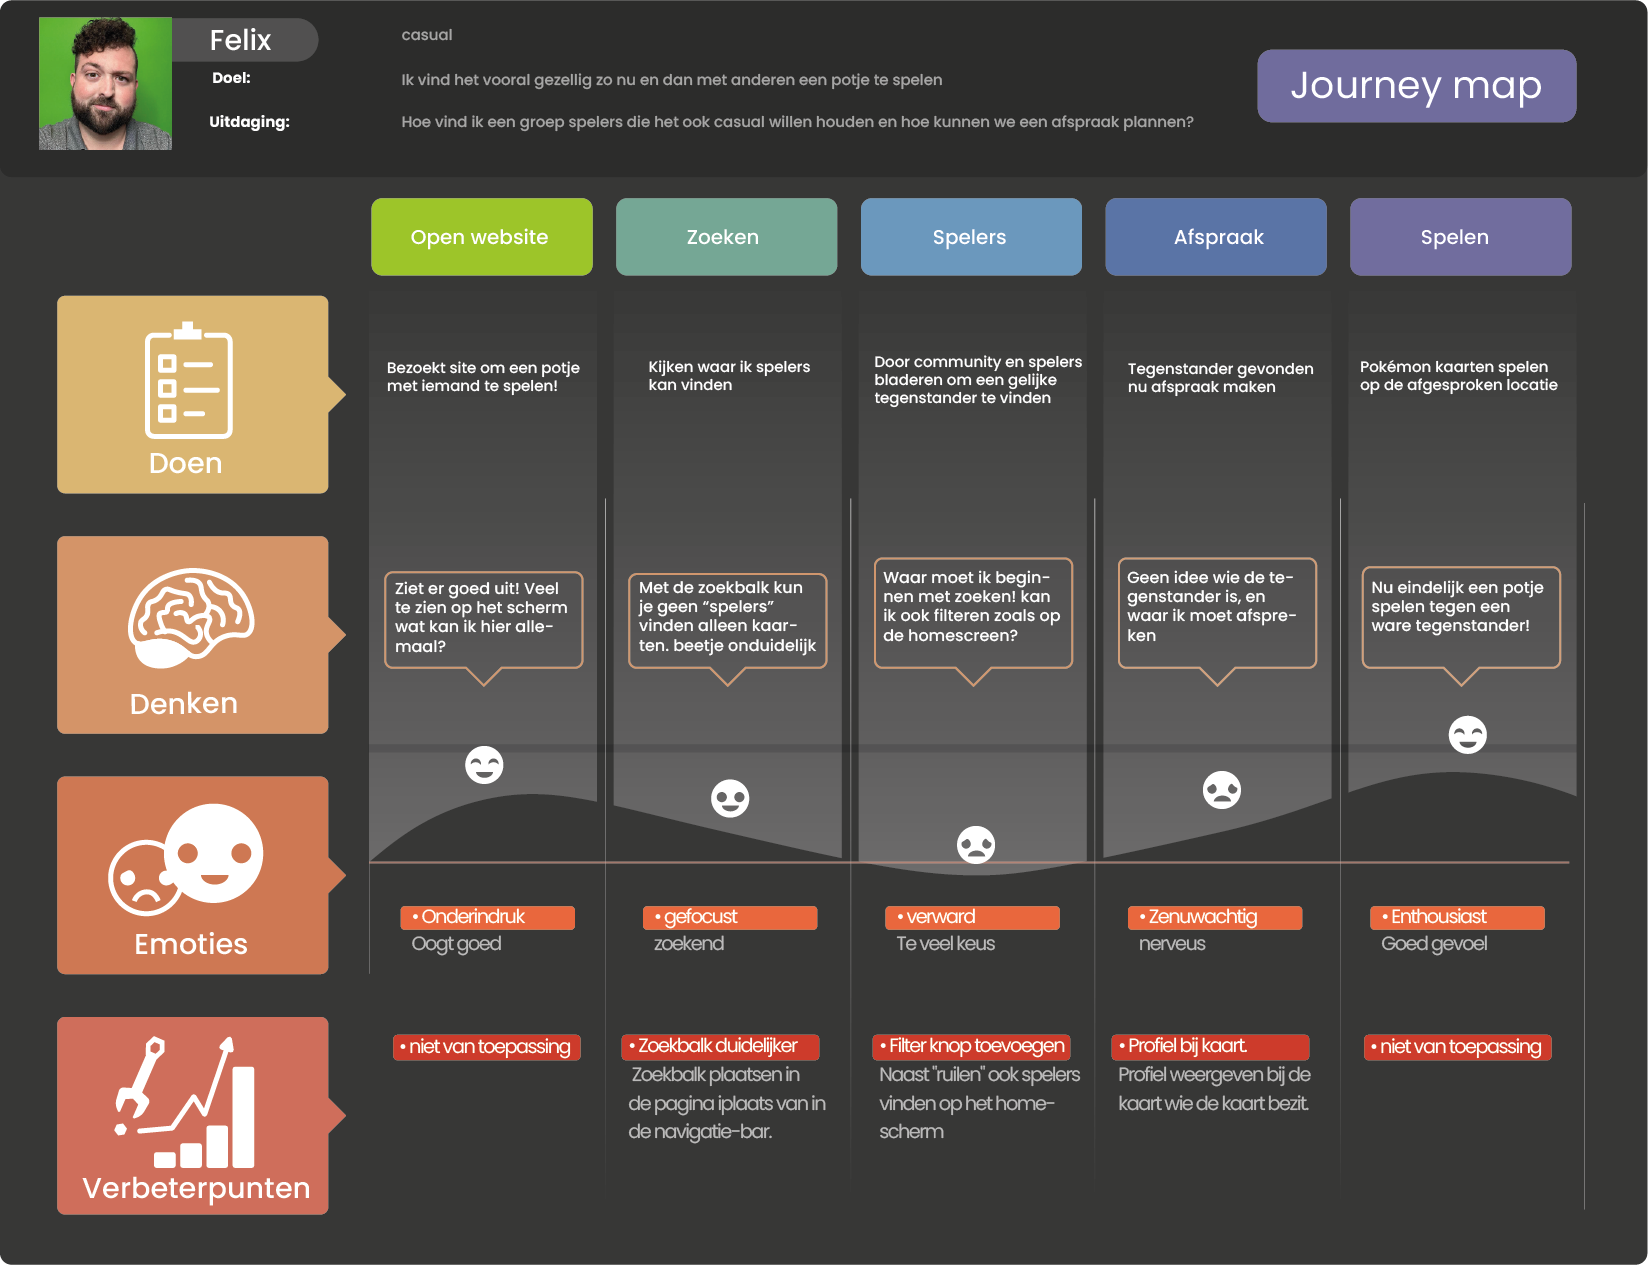 Felix
casual
Doel:
Ik vind het vooral gezellig zo nu en dan met anderen een potje te spelen
Uitdaging:
Hoe vind ik een groep spelers die het ook casual willen houden en hoe kunnen we een afspraak plannen?
Journey map
Open website
Zoeken
Spelers
Afspraak
Spelen
Doen
Bezoekt site om een potje
met iemand te spelen!
Kijken waar ik spelers
kan vinden
Door community en spelers
bladeren om een gelijke
tegenstander te vinden
Tegenstander gevonden
nu afspraak maken
Pokémon kaarten spelen
op de afgesproken locatie
Denken
Ziet er goed uit! Veel
te zien op het scherm
wat kan ik hier alle-
maal?
Met de zoekbalk kun
je geen “spelers”
vinden alleen kaar-
ten. beetje onduidelijk
Waar moet ik begin-
nen met zoeken! kan
ik ook filteren zoals op
de homescreen?
Geen idee wie de te-
genstander is, en
waar ik moet afspre-
ken
Nu eindelijk een potje
spelen tegen een
ware tegenstander!
Emoties
• Onderindruk
Oogt goed
• gefocust
zoekend
• verward
Te veel keus
• Zenuwachtig
nerveus
• Enthousiast
Goed gevoel
Verbeterpunten
• niet van toepassing
• Zoekbalk duidelijker
Zoekbalk plaatsen in
de pagina iplaats van in
de navigatie-bar.
• Filter knop toevoegen
Naast "ruilen" ook spelers
vinden op het home-
scherm
• Profiel bij kaart.
Profiel weergeven bij de
kaart wie de kaart bezit.
• niet van toepassing